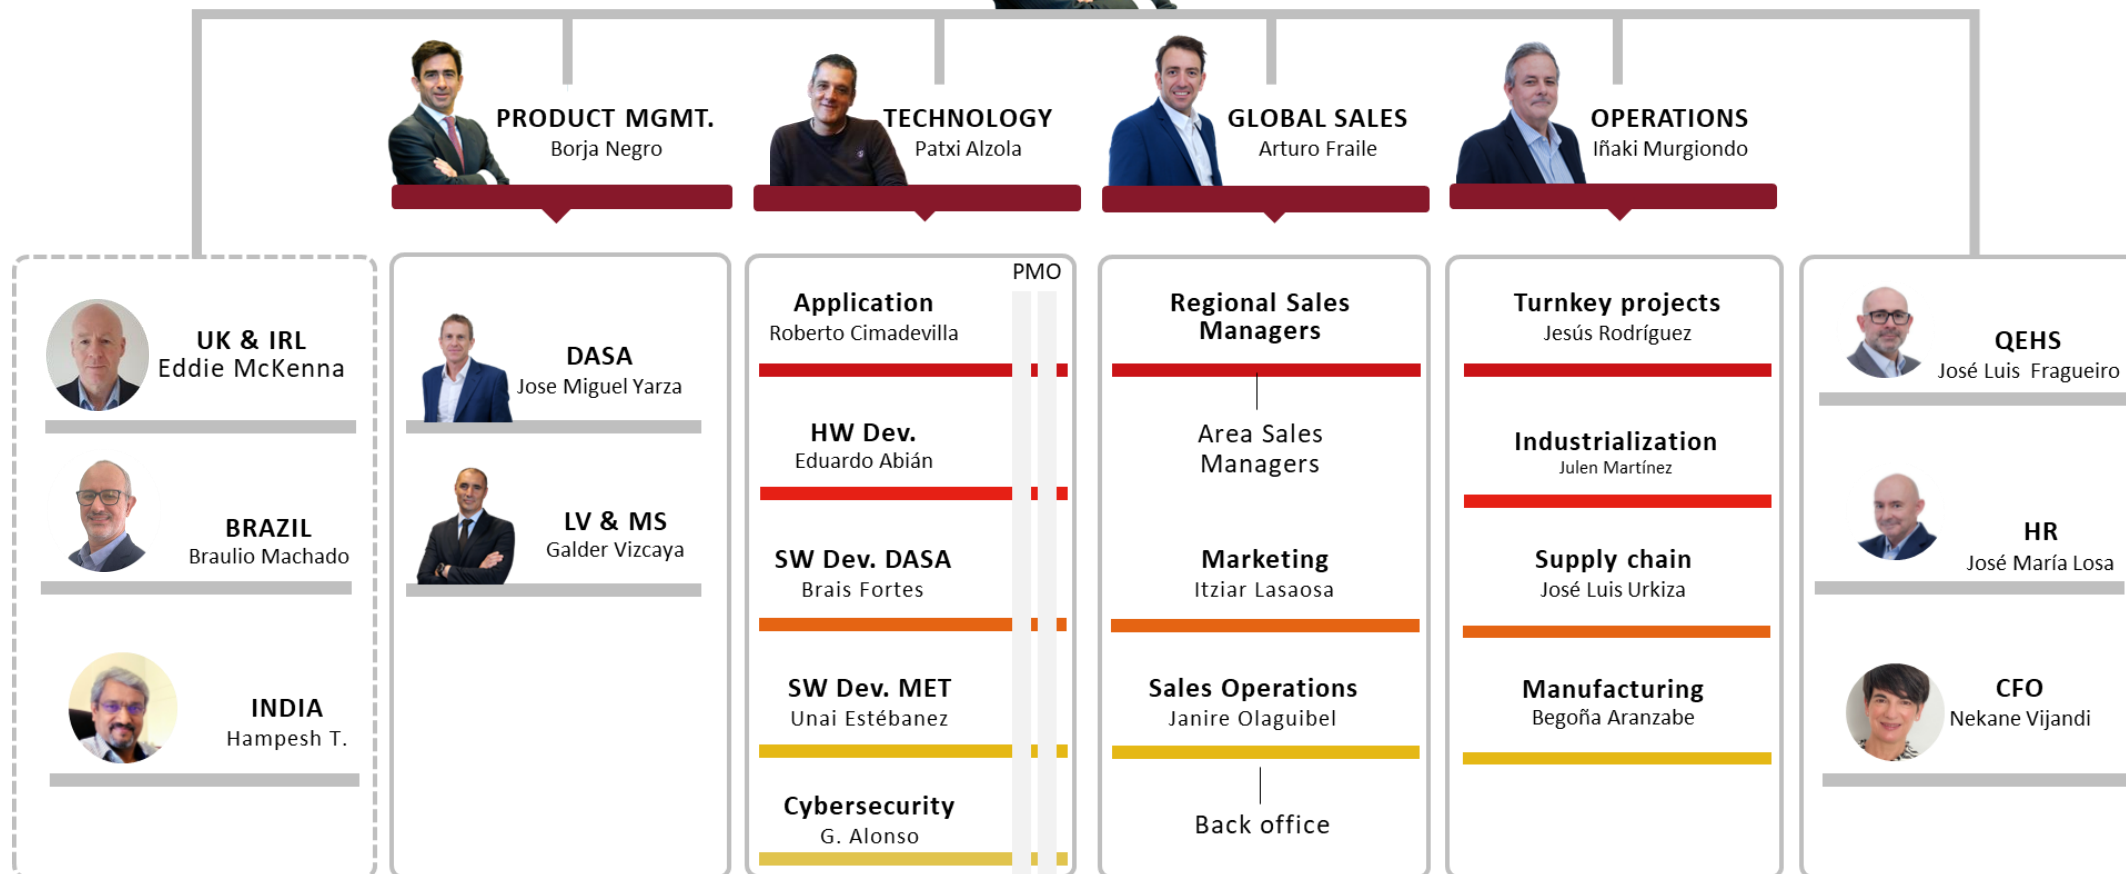 PRODUCT MGMT.
Borja Negro
TECHNOLOGY
Patxi Alzola
GLOBAL SALES
Arturo Fraile
OPERATIONS
Iñaki Murgiondo
UK & IRL
Eddie McKenna
BRAZIL
Braulio Machado
INDIA
Hampesh T.
DASA
Jose Miguel Yarza
LV & MS
Galder Vizcaya
PMO
Application
Roberto Cimadevilla
HW Dev.
Eduardo Abián
SW Dev. DASA
Brais Fortes
SW Dev. MET
Unai Estébanez
Cybersecurity
G. Alonso
Regional Sales
Managers
Area Sales
Managers
Marketing
Itziar Lasaosa
Sales Operations
Janire Olaguibel
Back office
Turnkey projects
Jesús Rodríguez
Industrialization
Julen Martínez
Supply chain
José Luis Urkiza
Manufacturing
Begoña Aranzabe
QEHS
José Luis Fragueiro
HR
José María Losa
CFO
Nekane Vijandi